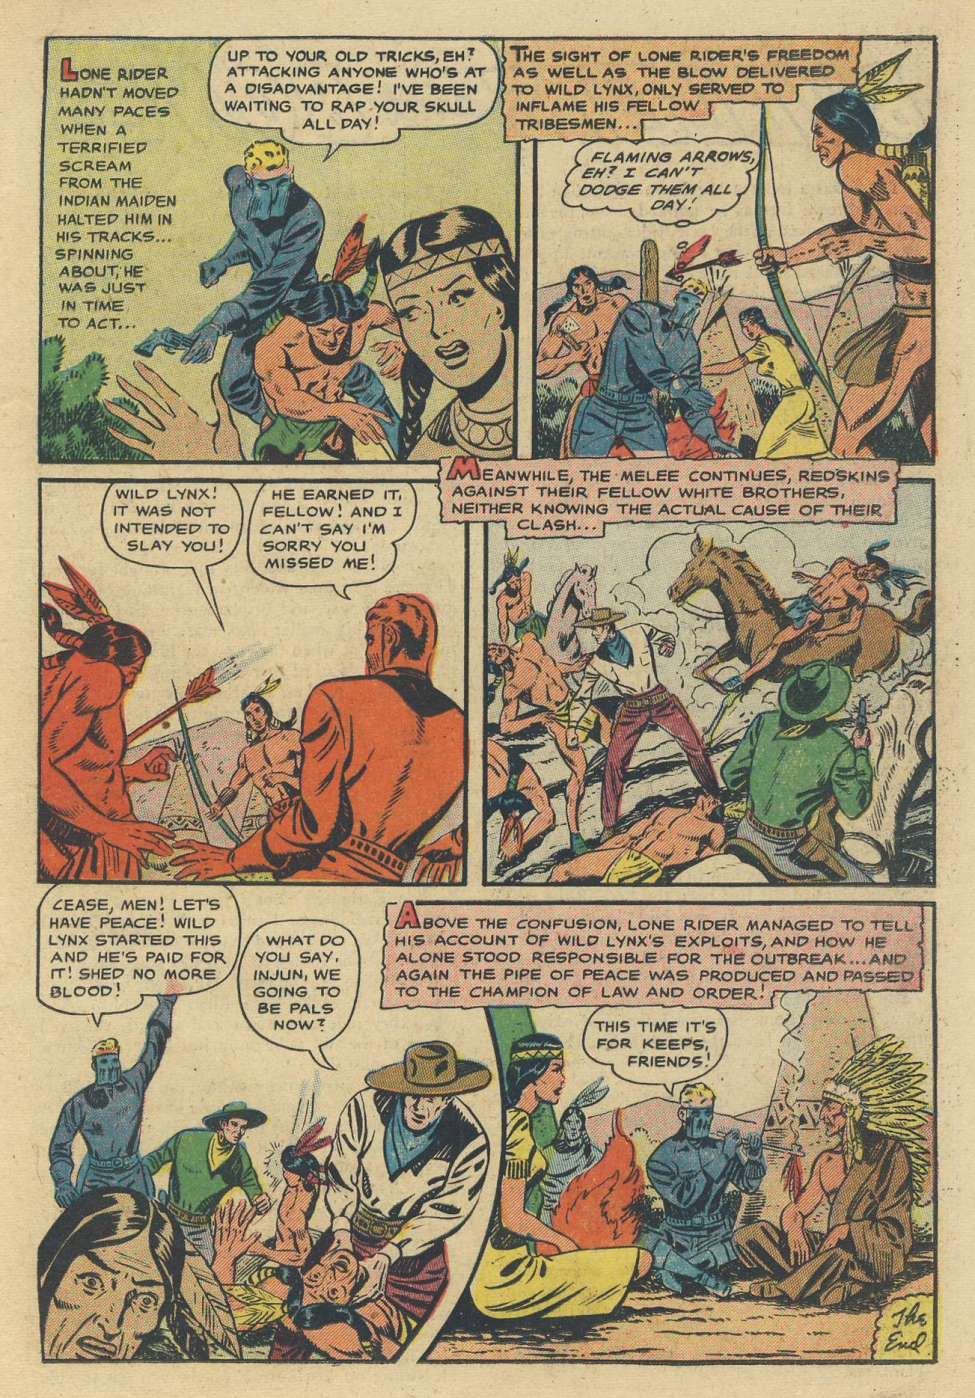 LONE RIDER
HADN'T MOVED
MANY PACES
WHEN A
TERRIFIED
SCREAM
FROM THE
INDIAN MAIDEN
HALTED HIM IN
HIS TRACKS...
SPINNING
ABOUT, HE
WAS JUST
IN TIME
TO ACT...
UP TO YOUR OLD TRICKS, EH?
ATTACKING ANYONE WHO'S AT
A DISADVANTAGE! I'VE BEEN
WAITING TO RAP YOUR SKULL
ALL DAY!
THE SIGHT OF LONE RIDER'S FREEDOM
AS WELL AS THE BLOW DELIVERED
TO WILD LYNX, ONLY SERVED TO
INFLAME HIS FELLOW
TRIBESMEN...
FLAMING ARROWS,
EH? I CAN'T
DODGE THEM ALL
DAY!
WILD LYNX!
IT WAS NOT
INTENDED TO
SLAY YOU!
HE EARNED IT,
FELLOW! AND I
CAN'T SAY I'M
SORRY YOU
MISSED ME!
MEANWHILE, THE MELEE CONTINUES, REDSKINS
AGAINST THEIR FELLOW WHITE BROTHERS,
NEITHER KNOWING THE ACTUAL CAUSE OF THEIR
CLASH...
CEASE, MEN! LET'S
HAVE PEACE! WILD
LYNX STARTED THIS
AND HE'S PAID FOR
IT! SHED NO MORE
BLOOD!
WHAT DO
YOU SAY,
INJUN, WE
GOING TO
BE PALS
NOW?
ABOVE THE CONFUSION, LONE RIDER MANAGED TO TELL
HIS ACCOUNT OF WILD LYNX'S EXPLOITS, AND HOW HE
ALONE STOOD RESPONSIBLE FOR THE OUTBREAK...AND
AGAIN THE PIPE OF PEACE WAS PRODUCED AND PASSED
TO THE CHAMPION OF LAW AND ORDER!
THIS TIME IT'S
FOR KEEPS,
FRIENDS!
The
End